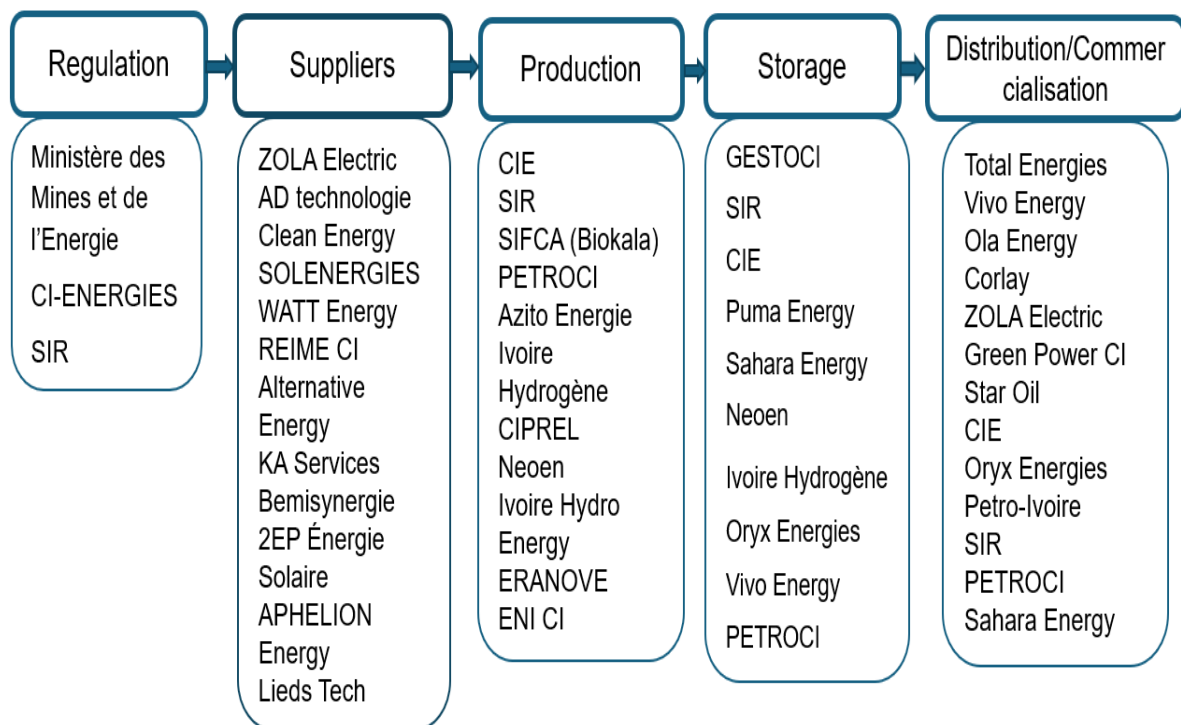 Regulation
Ministère des
Mines et de
l'Energie
CI-ENERGIES
SIR
Suppliers
ZOLA Electric
AD technologie
Clean Energy
SOLENERGIES
WATT Energy
REIME CI
Alternative
Energy
KA Services
Bemisynergie
2EP Énergie
Solaire
APHELION
Energy
Lieds Tech
Production
CIE
SIR
SIFCA (Biokala)
PETROCI
Azito Energie
Ivoire
Hydrogène
CIPREL
Neoen
Ivoire Hydro
Energy
ERANOVE
ENI CI
Storage
GESTOCI
SIR
CIE
Puma Energy
Sahara Energy
Neoen
Ivoire Hydrogène
Oryx Energies
Vivo Energy
PETROCI
Distribution/Commer
cialisation
Total Energies
Vivo Energy
Ola Energy
Corlay
ZOLA Electric
Green Power CI
Star Oil
CIE
Oryx Energies
Petro-Ivoire
SIR
PETROCI
Sahara Energy